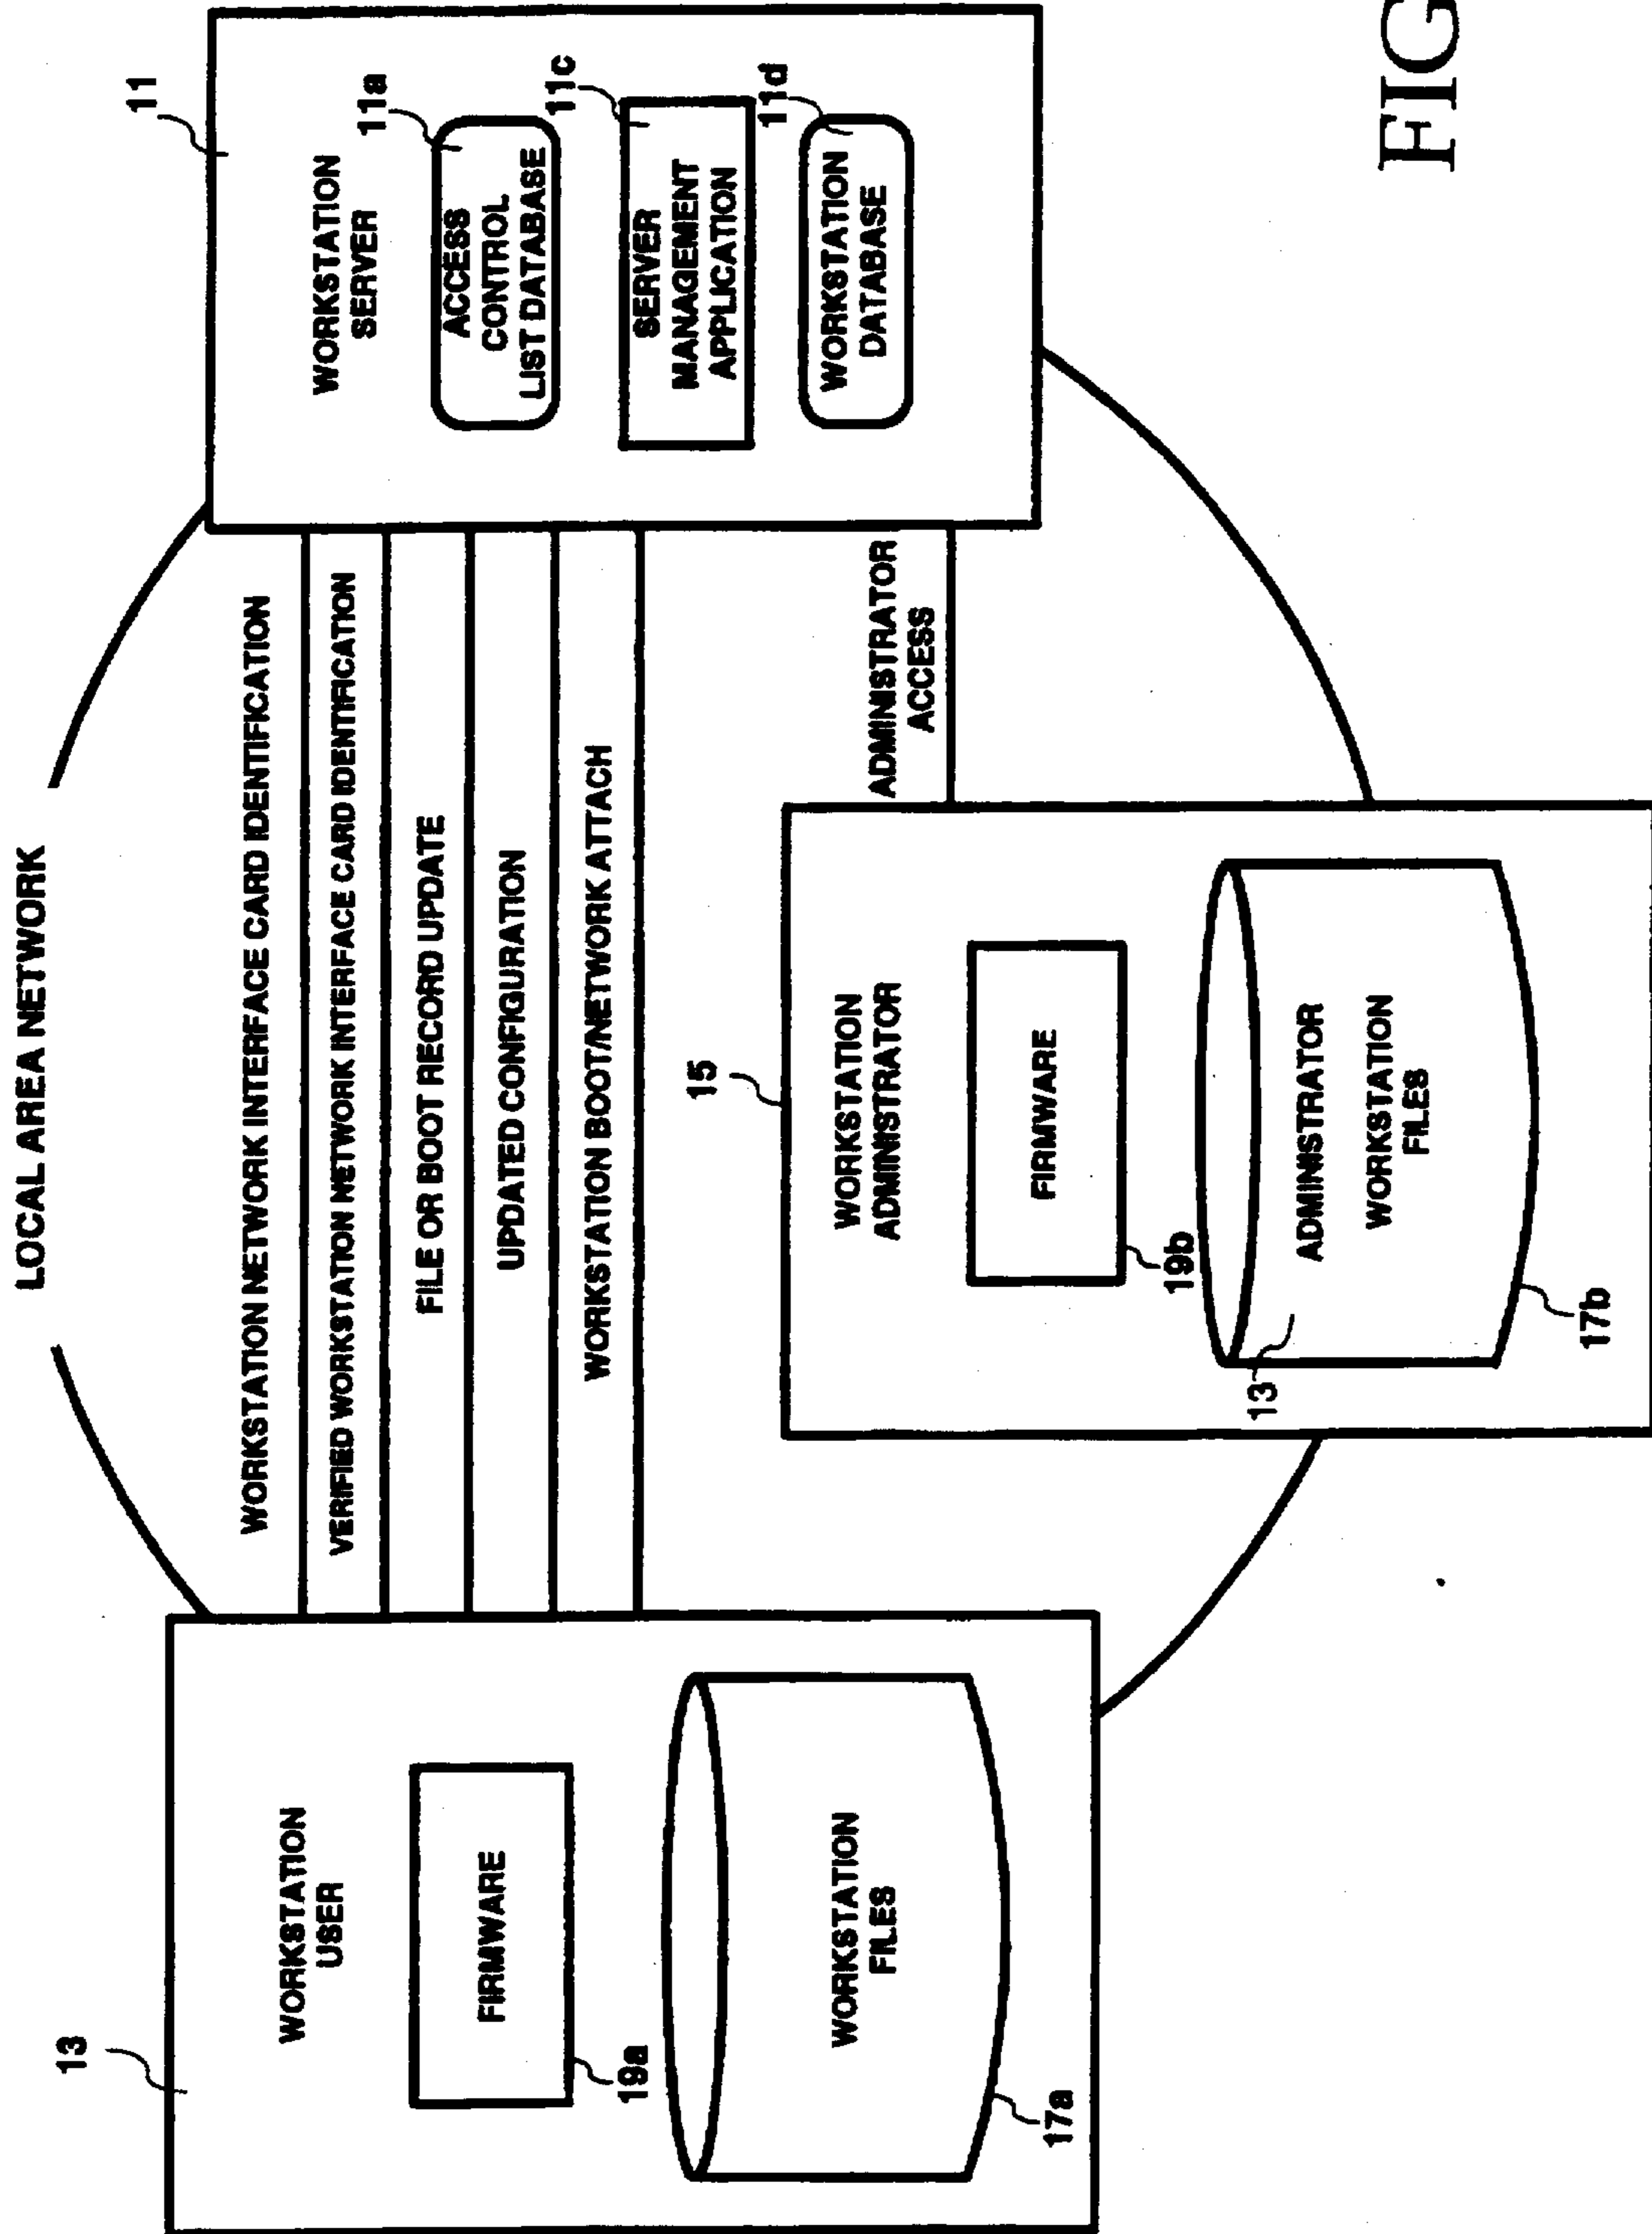 LOCAL AREA NETWORK
13
WORKSTATION
USER
FIRMWARE
19a
WORKSTATION
FILES
17a
WORKSTATION NETWORK INTERFACE CARD IDENTIFICATION
VERIFIED WORKSTATION NETWORK INTERFACE CARD IDENTIFICATION
FILE OR BOOT RECORD UPDATE
UPDATED CONFIGURATION
WORKSTATION BOOT/NETWORK ATTACH
15
WORKSTATION
ADMINISTRATOR
FIRMWARE
19b
13
ADMINISTRATOR
WORKSTATION
FILES
17b
ADMINISTRATOR
ACCESS
11
WORKSTATION
SERVER
11a
ACCESS
CONTROL
LIST DATABASE
11c
SERVER
MANAGEMENT
APPLICATION
11d
WORKSTATION
DATABASE
FIG